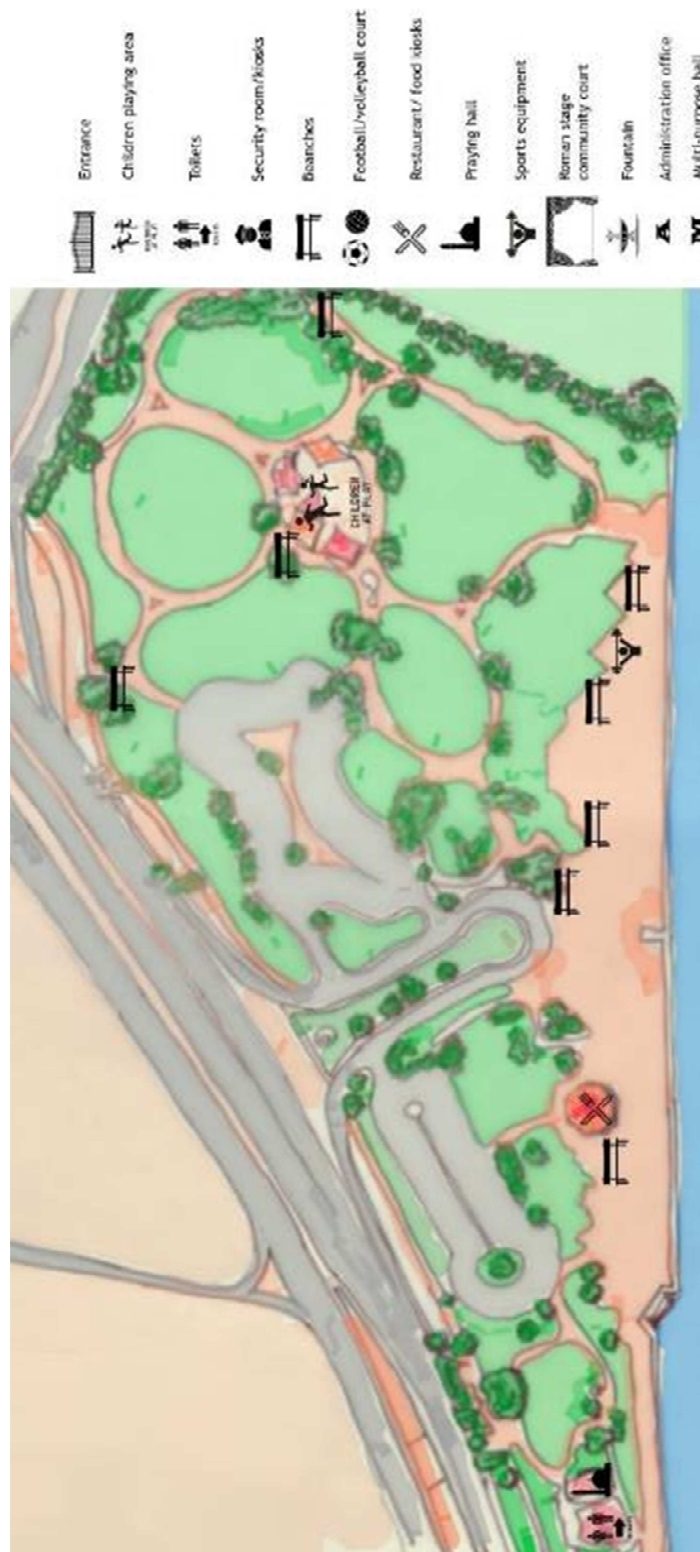 Entrance
Children playing area
Toilets
Security room/kiosks
Beanches
Football/volleyball court
Restaurant/ food kiosks
Praying hall
Sports equipment
Roman stage
community court
Fountain
A Administration office
M
CHILDREN
AT PLAY